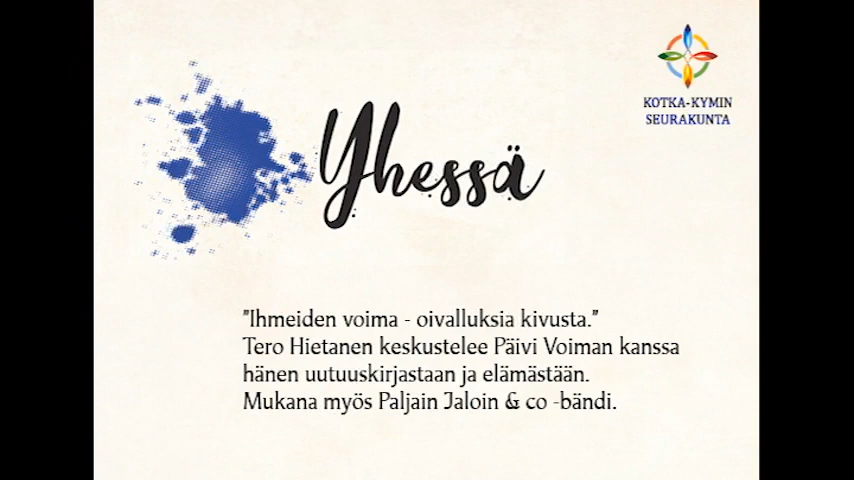 KOTKA-KYMIN
SEURAKUNTA
Yhessä
"Ihmeiden voima - oivalluksia kivusta."
Tero Hietanen keskustelee Päivi Voiman kanssa
hänen uutuuskirjastaan ja elämästään.
Mukana myös Paljain Jaloin & co -bändi.